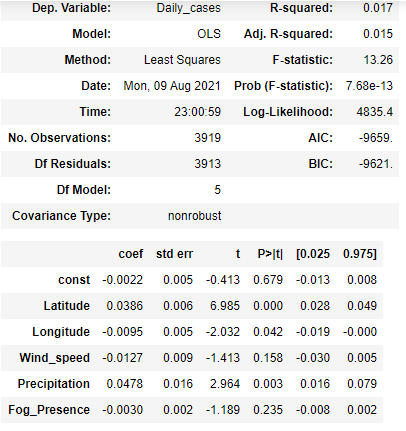 Dep. Variable: Daily_cases R-squared: 0.017
Model: OLS Adj. R-squared: 0.015
Method: Least Squares F-statistic: 13.26
Date: Mon, 09 Aug 2021 Prob (F-statistic): 7.68e-13
Time: 23:00:59 Log-Likelihood: 4835.4
No. Observations: 3919 AIC: -9659.
Df Residuals: 3913 BIC: -9621.
Df Model: 5
Covariance Type: nonrobust
coef std err t P>|t| [0.025 0.975]
const -0.0022 0.005 -0.413 0.679 -0.013 0.008
Latitude 0.0386 0.006 6.985 0.000 0.028 0.049
Longitude -0.0095 0.005 -2.032 0.042 -0.019 -0.000
Wind_speed -0.0127 0.009 -1.413 0.158 -0.030 0.005
Precipitation 0.0478 0.016 2.964 0.003 0.016 0.079
Fog_Presence -0.0030 0.002 -1.189 0.235 -0.008 0.002